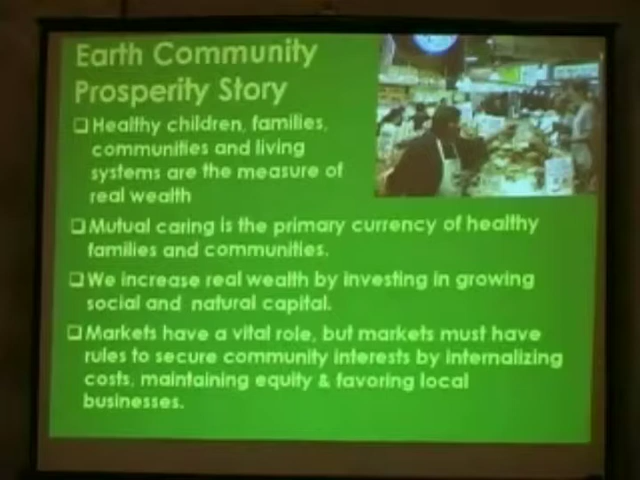 Earth Community
Prosperity Story
❑ Healthy children, families,
communities and living
systems are the measure of
real wealth
❑ Mutual caring is the primary currency of healthy
families and communities.
❑ We increase real wealth by investing in growing
social and natural capital.
❑ Markets have a vital role, but markets must have
rules to secure community interests by internalizing
costs, maintaining equity & favoring local
businesses.